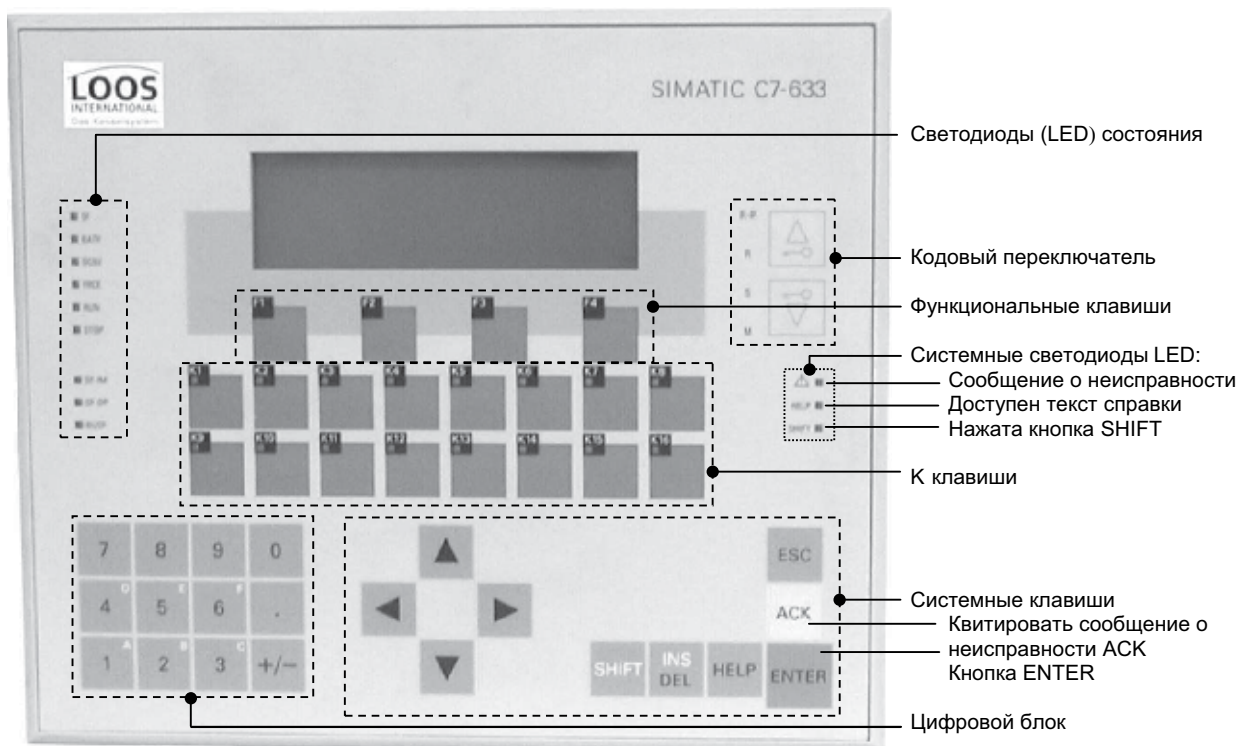 LOOS
INTERNATIONAL
SIMATIC C7-633
Светодиоды (LED) состояния
SF
BATF
RUN
STOP
R
S
M
Кодовый переключатель
F1 F2 F3 F4
Функциональные клавиши
Системные светодиоды LED:
Сообщение о неисправности
HELP
Доступен текст справки
SHIFT
Нажата кнопка SHIFT
K1 K2 K3 K4 K5 K6 K7 K8
K9 K10 K11 K12 K13 K14 K15 K16
К клавиши
7 8 9 0
4 D 5 E 6 F .
1 A 2 B 3 C +/-
ESC
ACK
SHIFT INS DEL HELP ENTER
Системные клавиши
Квитировать сообщение о
неисправности ACK
Кнопка ENTER
Цифровой блок